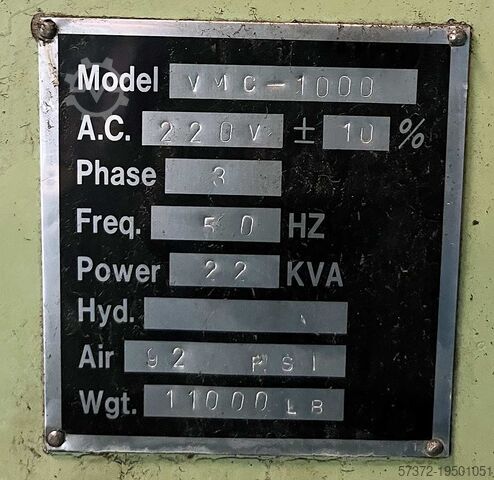 Model VMC-1000
A.C. 220V ± 10 %
Phase 3
Freq. 50 HZ
Power 22 KVA
Hyd.
Air 92 PSI
Wgt. 11000 LB
57372-19501051